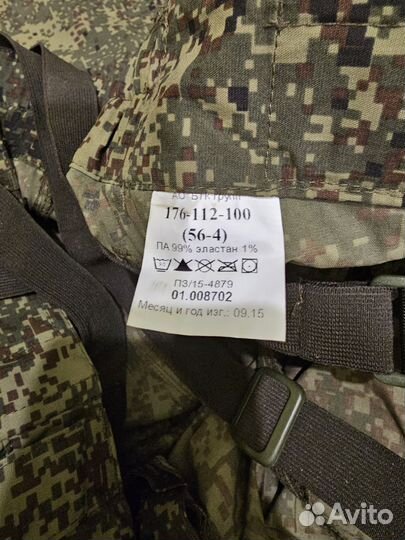 АО "БТК групп"
176-112-100
(56-4)
ПА 99% эластан 1%
ПЗ/15-4879
01.008702
Месяц и год изг.: 09.15
Avito